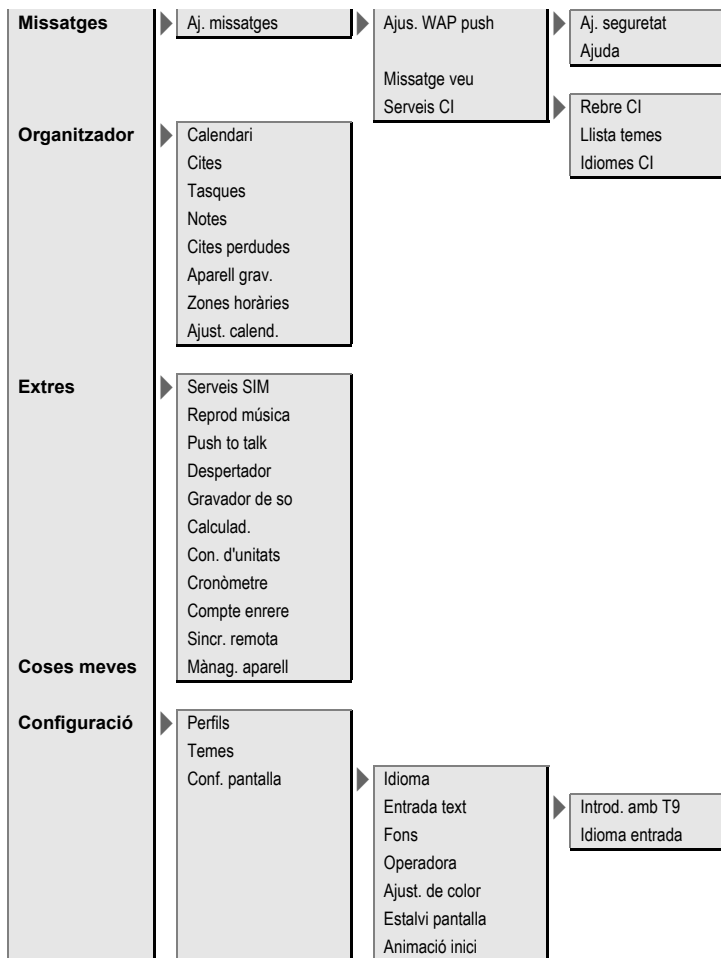 Missatges Aj. missatges Ajus. WAP push Aj. seguretat
Ajuda
Missatge veu
Serveis CI Rebre CI
Organitzador Calendari Llista temes
Cites Idiomes CI
Tasques
Notes
Cites perdudes
Aparell grav.
Zones horàries
Ajust. calend.
Extres Serveis SIM
Reprod música
Push to talk
Despertador
Gravador de so
Calculad.
Con. d'unitats
Cronòmetre
Compte enrere
Sincr. remota
Coses meves Mànag. aparell
Configuració Perfils
Temes
Conf. pantalla Idioma
Entrada text Introd. amb T9
Fons Idioma entrada
Operadora
Ajust. de color
Estalvi pantalla
Animació inici